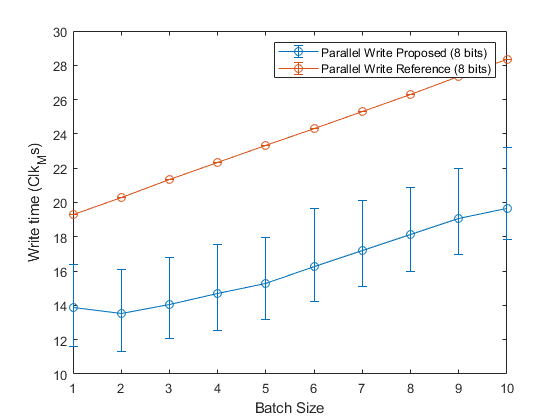 30
28
26
24
22
20
18
16
14
12
10
Write time (Clk_Ms)
Parallel Write Proposed (8 bits)
Parallel Write Reference (8 bits)
1 2 3 4 5 6 7 8 9 10
Batch Size